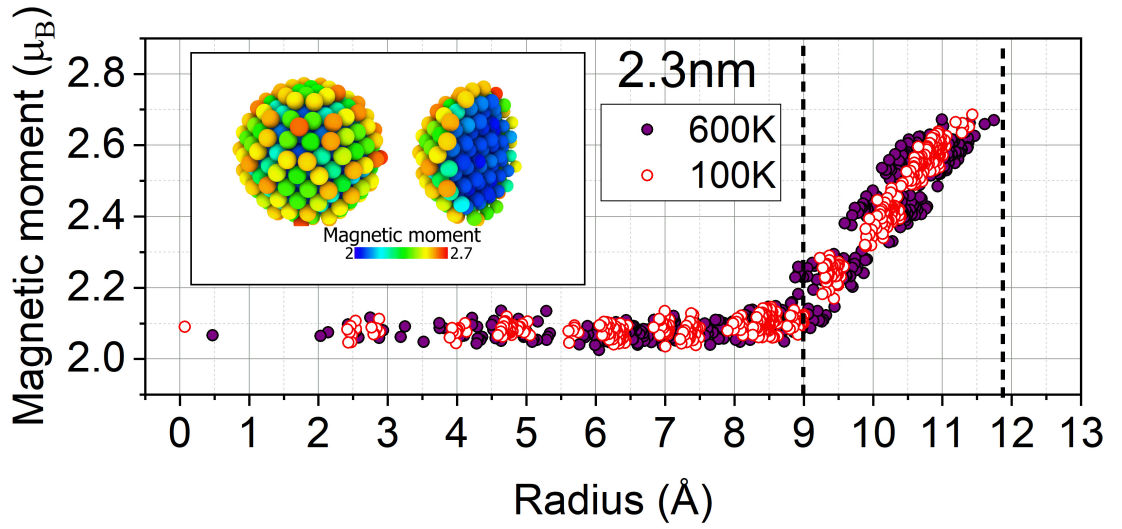 Magnetic moment (μB)
2.8
2.6
2.4
2.2
2.0
2.3nm
600K
100K
Magnetic moment
2 2.7
0 1 2 3 4 5 6 7 8 9 10 11 12 13
Radius (Å)